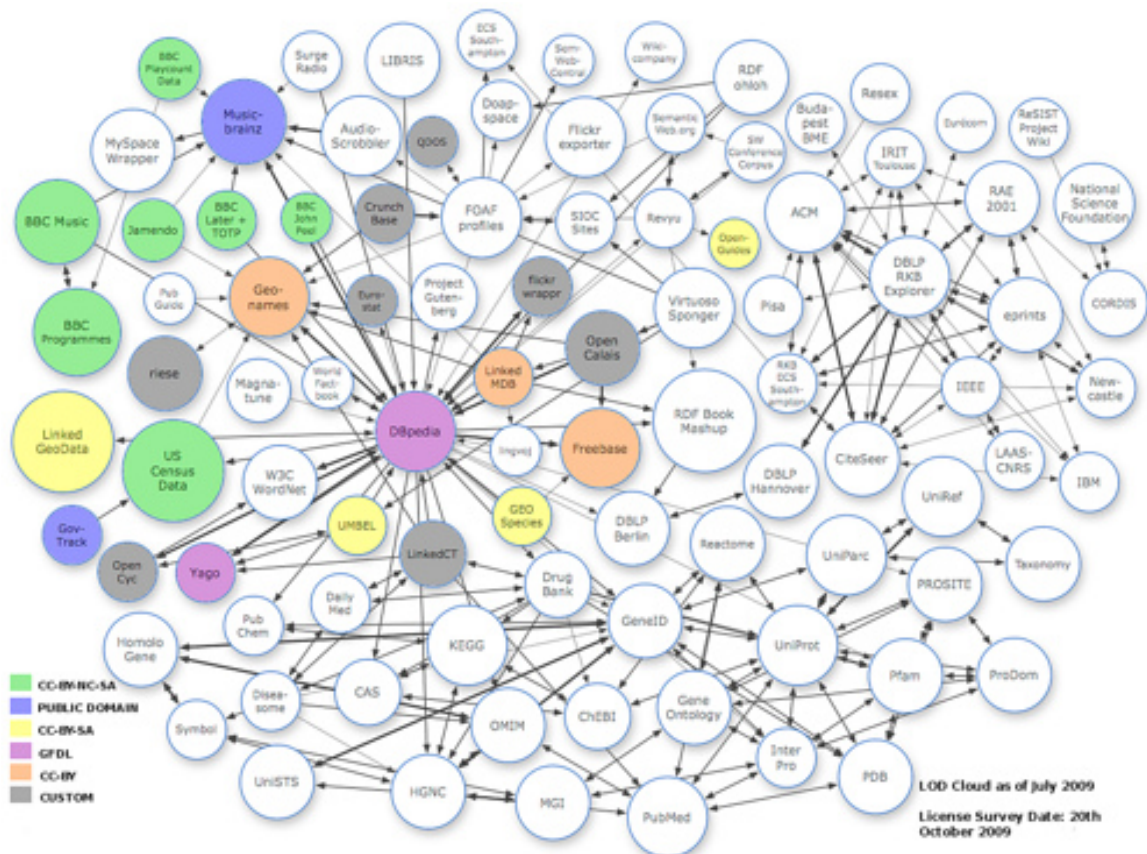 BBC
Playcount
Data
Surge
Radio
LIBRIS
ECS
South-
ampton
Sem-
Web-
Central
Wiki-
company
RDF
ohloh
Resex
Music-
brainz
MySpace
Wrapper
Audio-
Scrobbler
QDOS
Doap-
space
Flickr
exporter
Semantic
Web.org
SW
Conference
Corpus
Buda-
pest
BME
IRIT
Toulouse
Eurécom
ReSIST
Project
Wiki
BBC Music
Jamendo
BBC
Later +
TOTP
BBC
John
Peel
Crunch
Base
FOAF
profiles
SIOC
Sites
Revyu
Open-
Guides
ACM
RAE
2001
National
Science
Foundation
DBLP
RKB
Explorer
Pub
Guide
Geo-
names
Euro-
stat
Project
Guten-
berg
flickr
wrappr
Virtuoso
Sponger
Pisa
eprints
CORDIS
BBC
Programmes
riese
Magna-
tune
World
Fact-
book
Linked
MDB
Open
Calais
RKB
ECS
South-
ampton
IEEE
New-
castle
Linked
GeoData
US
Census
Data
DBpedia
lingvoj
Freebase
RDF Book
Mashup
CiteSeer
LAAS-
CNRS
IBM
W3C
WordNet
DBLP
Hannover
UniRef
Gov-
Track
UMBEL
GEO
Species
DBLP
Berlin
Reactome
UniParc
Taxonomy
Open
Cyc
Yago
LinkedCT
Drug
Bank
PROSITE
Daily
Med
Pub
Chem
Homolo
Gene
KEGG
GeneID
UniProt
Pfam
ProDom
CC-BY-NC-SA
PUBLIC DOMAIN
CC-BY-SA
GFDL
CC-BY
CUSTOM
Symbol
Disea-
some
CAS
OMIM
ChEBI
Gene
Ontology
Inter
Pro
PDB
UniSTS
HGNC
MGI
PubMed
LOD Cloud as of July 2009
License Survey Date: 20th
October 2009